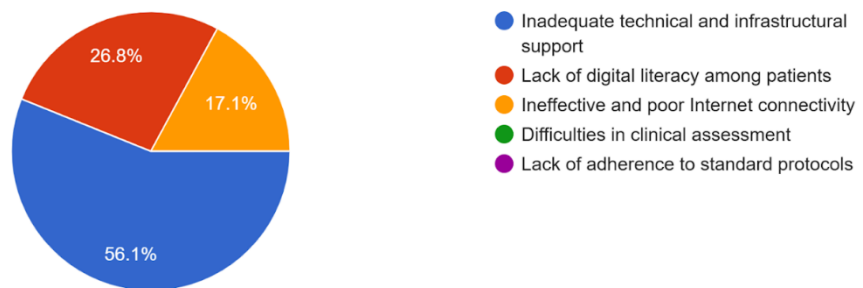 26.8%
17.1%
56.1%
Inadequate technical and infrastructural
support
Lack of digital literacy among patients
Ineffective and poor Internet connectivity
Difficulties in clinical assessment
Lack of adherence to standard protocols